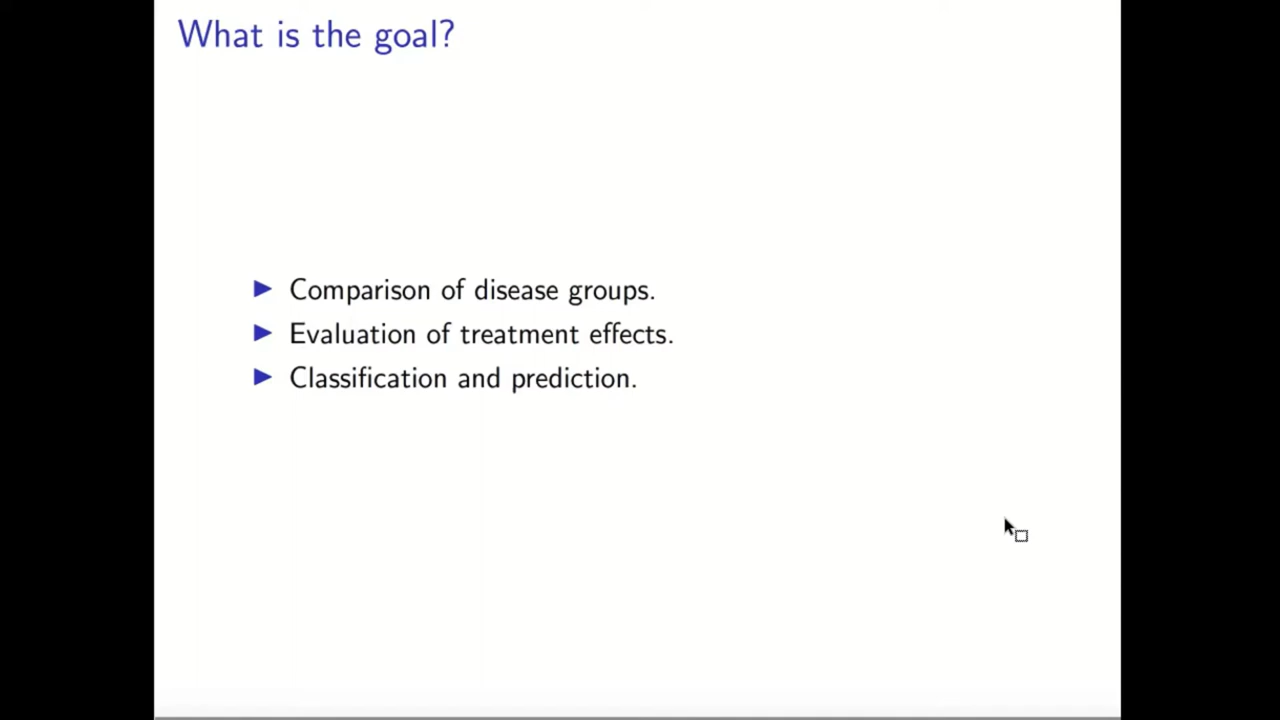 What is the goal?
▶ Comparison of disease groups.
▶ Evaluation of treatment effects.
▶ Classification and prediction.